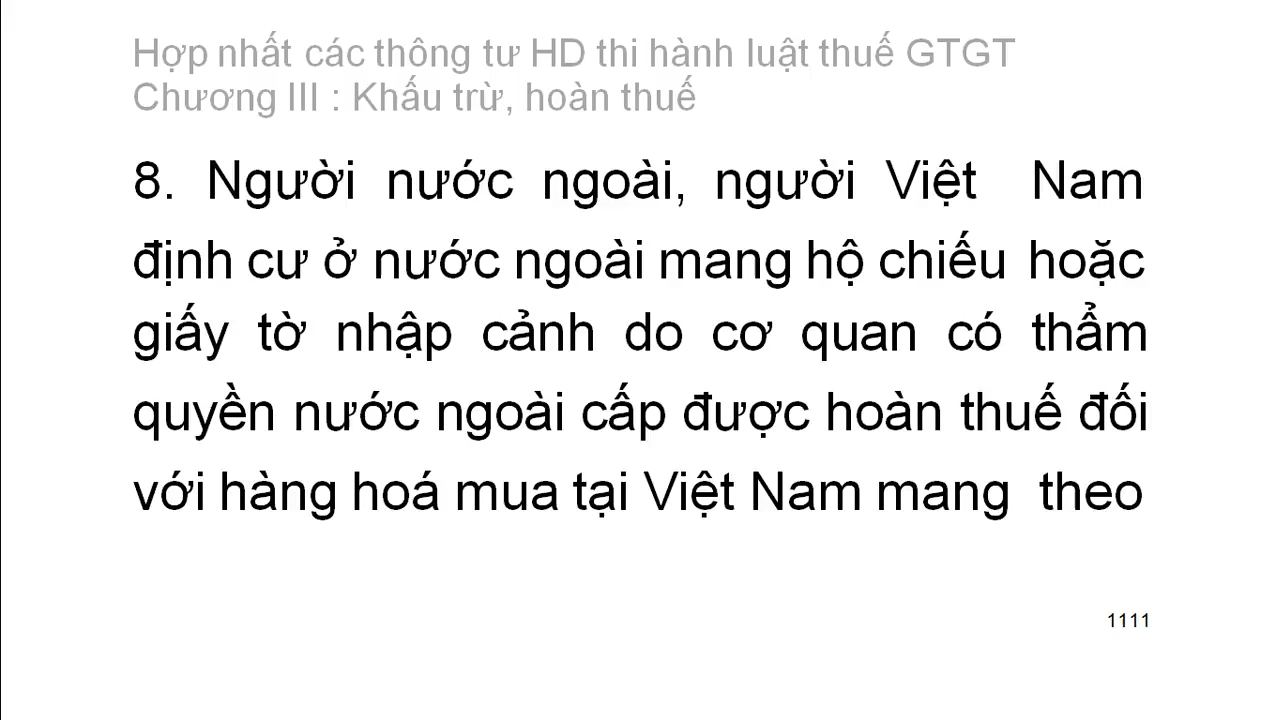 Hợp nhất các thông tư HD thi hành luật thuế GTGT
Chương III : Khấu trừ, hoàn thuế
8. Người nước ngoài, người Việt Nam
định cư ở nước ngoài mang hộ chiếu hoặc
giấy tờ nhập cảnh do cơ quan có thẩm
quyền nước ngoài cấp được hoàn thuế đối
với hàng hoá mua tại Việt Nam mang theo
1111